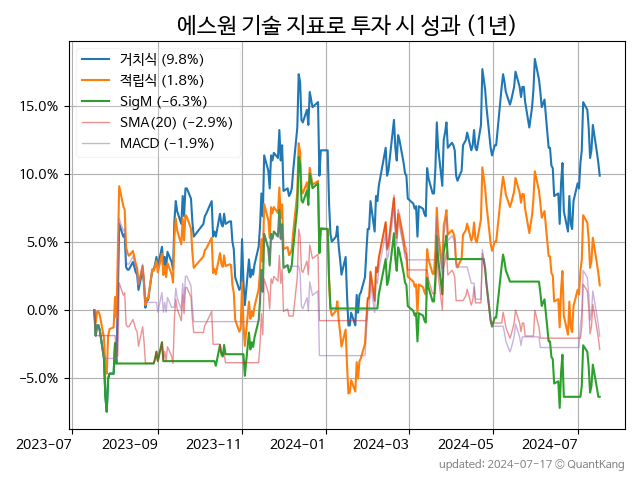 에스원 기술 지표로 투자 시 성과 (1년)
거치식 (9.8%)
적립식 (1.8%)
SigM (−6.3%)
SMA(20) (−2.9%)
MACD (−1.9%)
15.0%
10.0%
5.0%
0.0%
−5.0%
2023-07 2023-09 2023-11 2024-01 2024-03 2024-05 2024-07
updated: 2024-07-17 © QuantKang